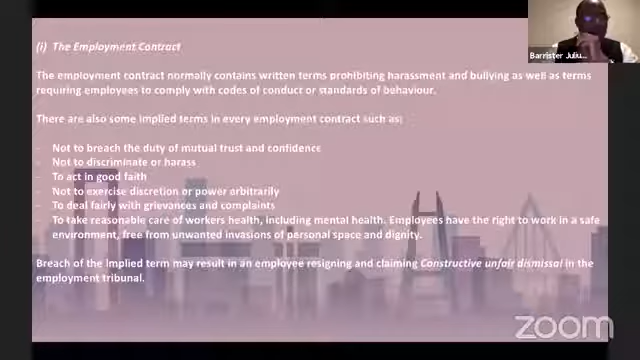 (i) The Employment Contract
Barrister Juliu...
The employment contract normally contains written terms prohibiting harassment and bullying as well as terms
requiring employees to comply with codes of conduct or standards of behaviour.
There are also some implied terms in every employment contract such as:
- Not to breach the duty of mutual trust and confidence
- Not to discriminate or harass
- To act in good faith
- Not to exercise discretion or power arbitrarily
- To deal fairly with grievances and complaints
- To take reasonable care of workers health, including mental health. Employees have the right to work in a safe
environment, free from unwanted invasions of personal space and dignity.
Breach of the implied term may result in an employee resigning and claiming Constructive unfair dismissal in the
employment tribunal.
zoom